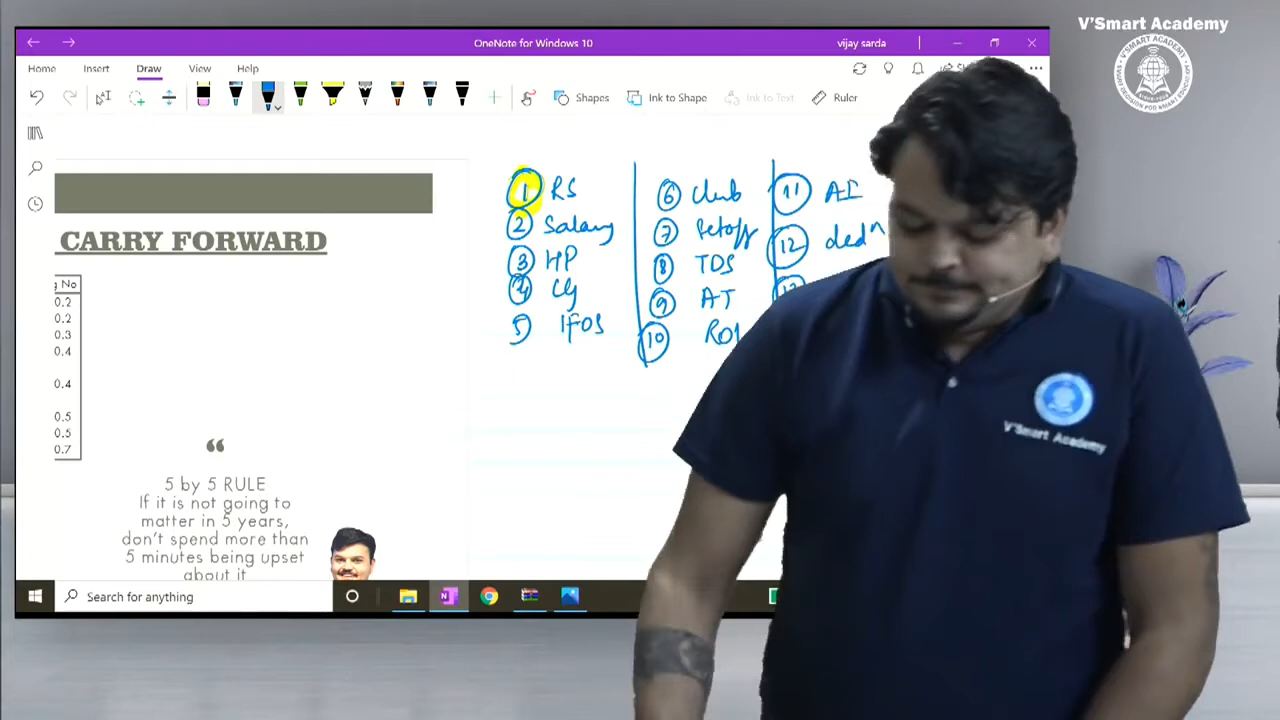 V'Smart Academy
OneNote for Windows 10
vijay sarda
Home Insert Draw View Help
Shapes Ink to Shape Ink to Text Ruler
CARRY FORWARD
g No
0.2
0.2
0.3
0.4
0.4
0.5
0.5
0.7
“
5 by 5 RULE
If it is not going to
matter in 5 years,
don't spend more than
5 minutes being upset
about it
1 RS
2 Salary
3 HP
4 CG
5 IFOS
6 Club
7 Setoff
8 TDS
9 AT
10 ROI
11 AI
12 dedⁿ
13
Search for anything
V'Smart Academy